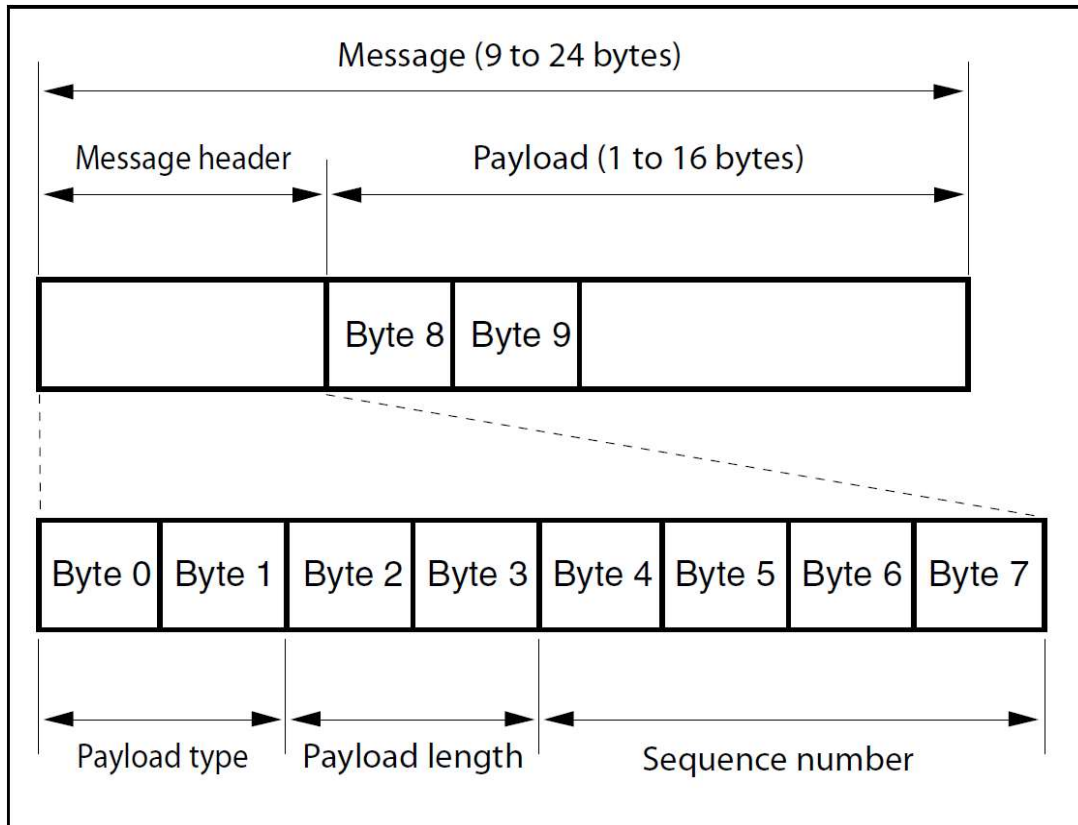 Message (9 to 24 bytes)
Message header
Payload (1 to 16 bytes)
Byte 8
Byte 9
Byte 0
Byte 1
Byte 2
Byte 3
Byte 4
Byte 5
Byte 6
Byte 7
Payload type
Payload length
Sequence number